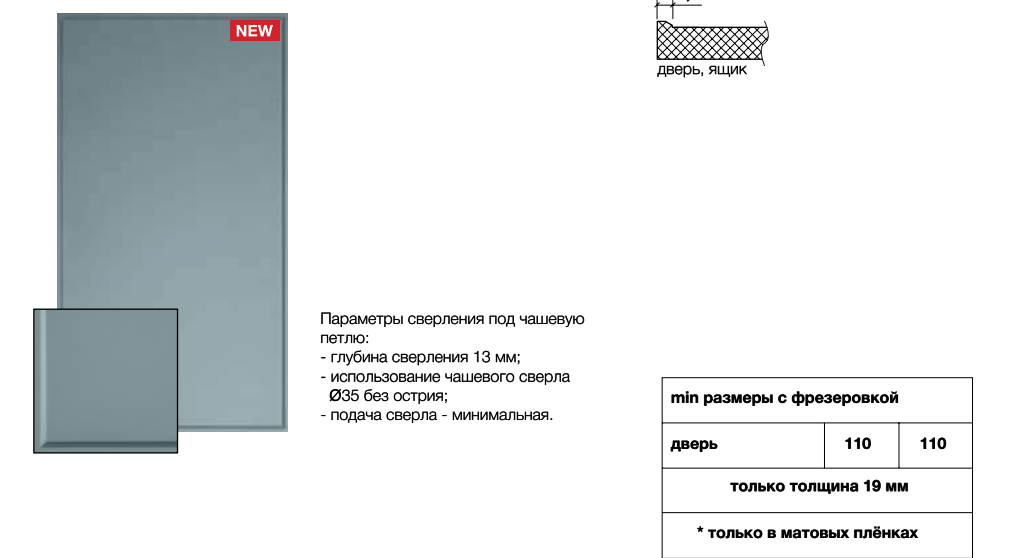 NEW
дверь, ящик
Параметры сверления под чашевую
петлю:
- глубина сверления 13 мм;
- использование чашевого сверла
Ø35 без острия;
- подача сверла - минимальная.
min размеры с фрезеровкой
дверь 110 110
только толщина 19 мм
* только в матовых плёнках